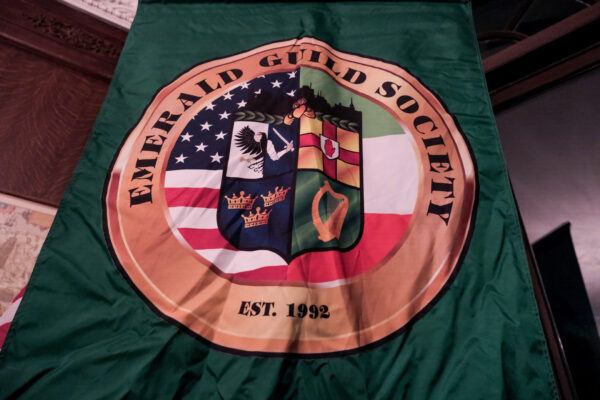 EMERALD GUILD SOCIETY
EST. 1992